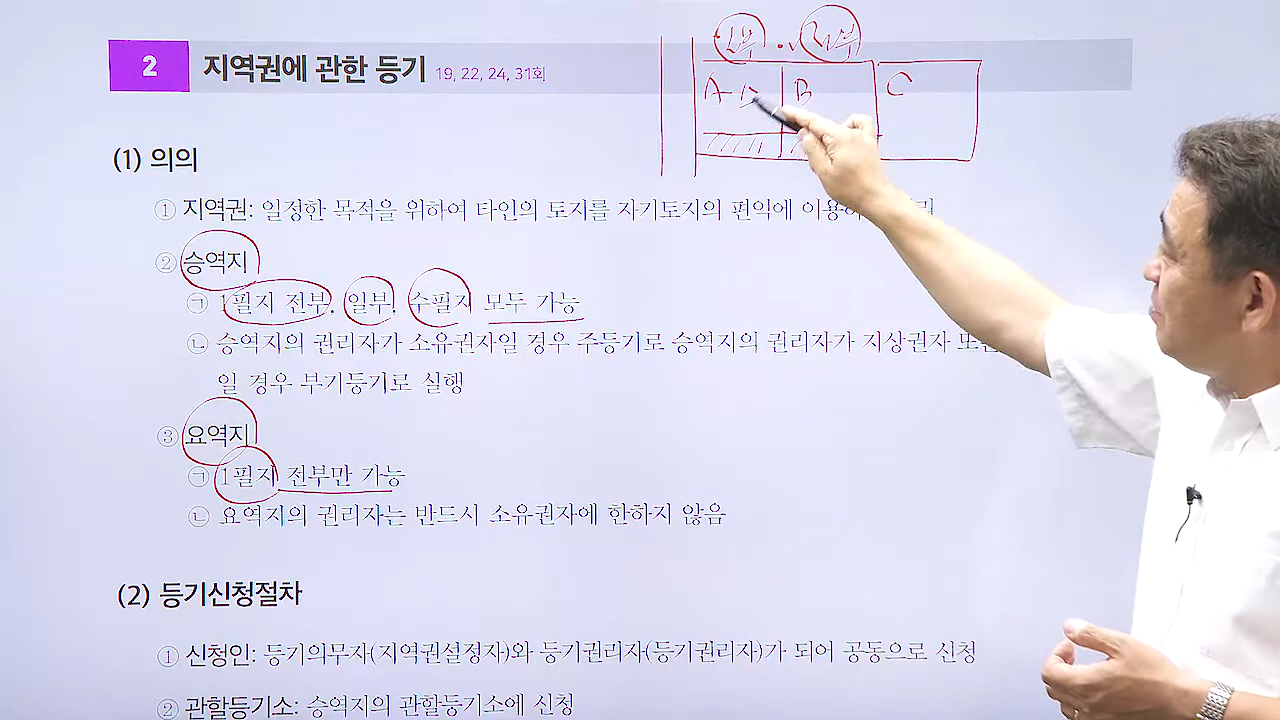 2 지역권에 관한 등기 19, 22, 24, 31회
일부 · 전부
A B C
(1) 의의
① 지역권: 일정한 목적을 위하여 타인의 토지를 자기토지의 편익에 이용
② 승역지
㉠ 1필지 전부, 일부, 수필지 모두 가능
㉡ 승역지의 권리자가 소유권자일 경우 주등기로 승역지의 권리자가 지상권자
일 경우 부기등기로 실행
③ 요역지
㉠ 1필지 전부만 가능
㉡ 요역지의 권리자는 반드시 소유권자에 한하지 않음
(2) 등기신청절차
① 신청인: 등기의무자(지역권설정자)와 등기권리자(등기권리자)가 되어 공동으로 신청
② 관할등기소: 승역지의 관할등기소에 신청